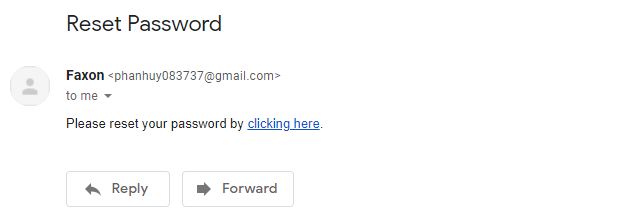 Reset Password
Faxon <phanhuy083737@gmail.com>
to me
Please reset your password by clicking here.
Reply Forward